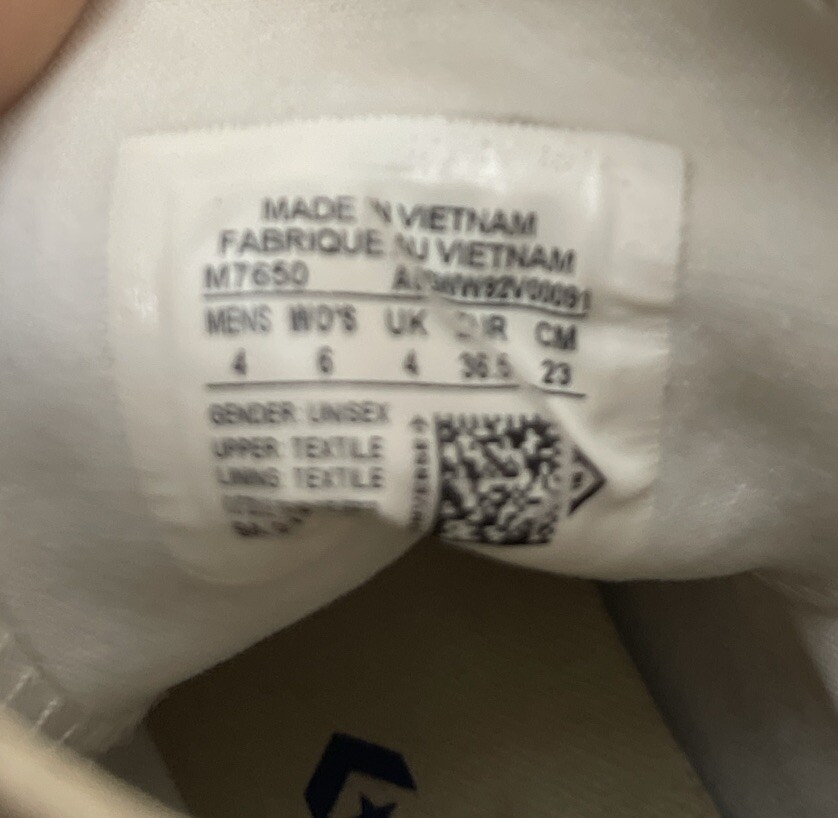 MADE IN VIETNAM
FABRIQUE AU VIETNAM
M7650
MENS WO'S UK EUR CM
4 6 4 36.5 23
GENDER: UNISEX
UPPER: TEXTILE
LINING: TEXTILE